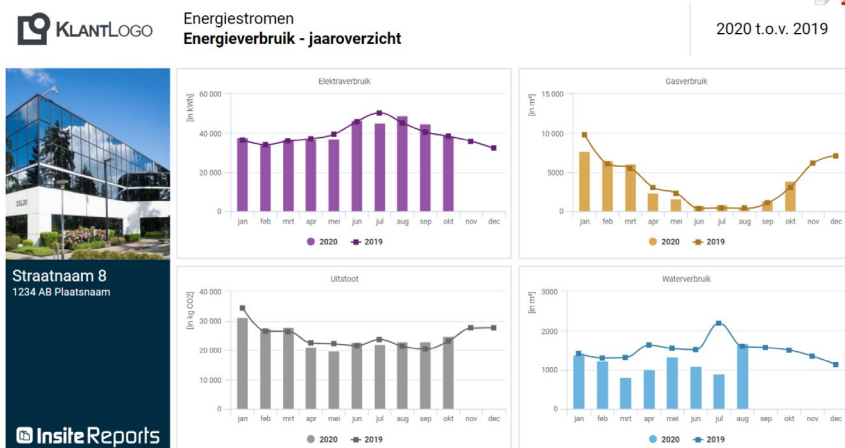 KLANTLOGO
Energiestromen
Energieverbruik - jaaroverzicht
2020 t.o.v. 2019
15120
Straatnaam 8
1234 AB Plaatsnaam
InsiteReports
Elektraverbruik
[in kWh]
60 000
40 000
20 000
0
jan feb mrt apr mei jun jul aug sep okt nov dec
2020 2019
Gasverbruik
[in m³]
15 000
10 000
5000
0
jan feb mrt apr mei jun jul aug sep okt nov dec
2020 2019
Uitstoot
[in kg CO2]
40 000
30 000
20 000
10 000
0
jan feb mrt apr mei jun jul aug sep okt nov dec
2020 2019
Waterverbruik
[in m³]
3000
2000
1000
0
jan feb mrt apr mei jun jul aug sep okt nov dec
2020 2019